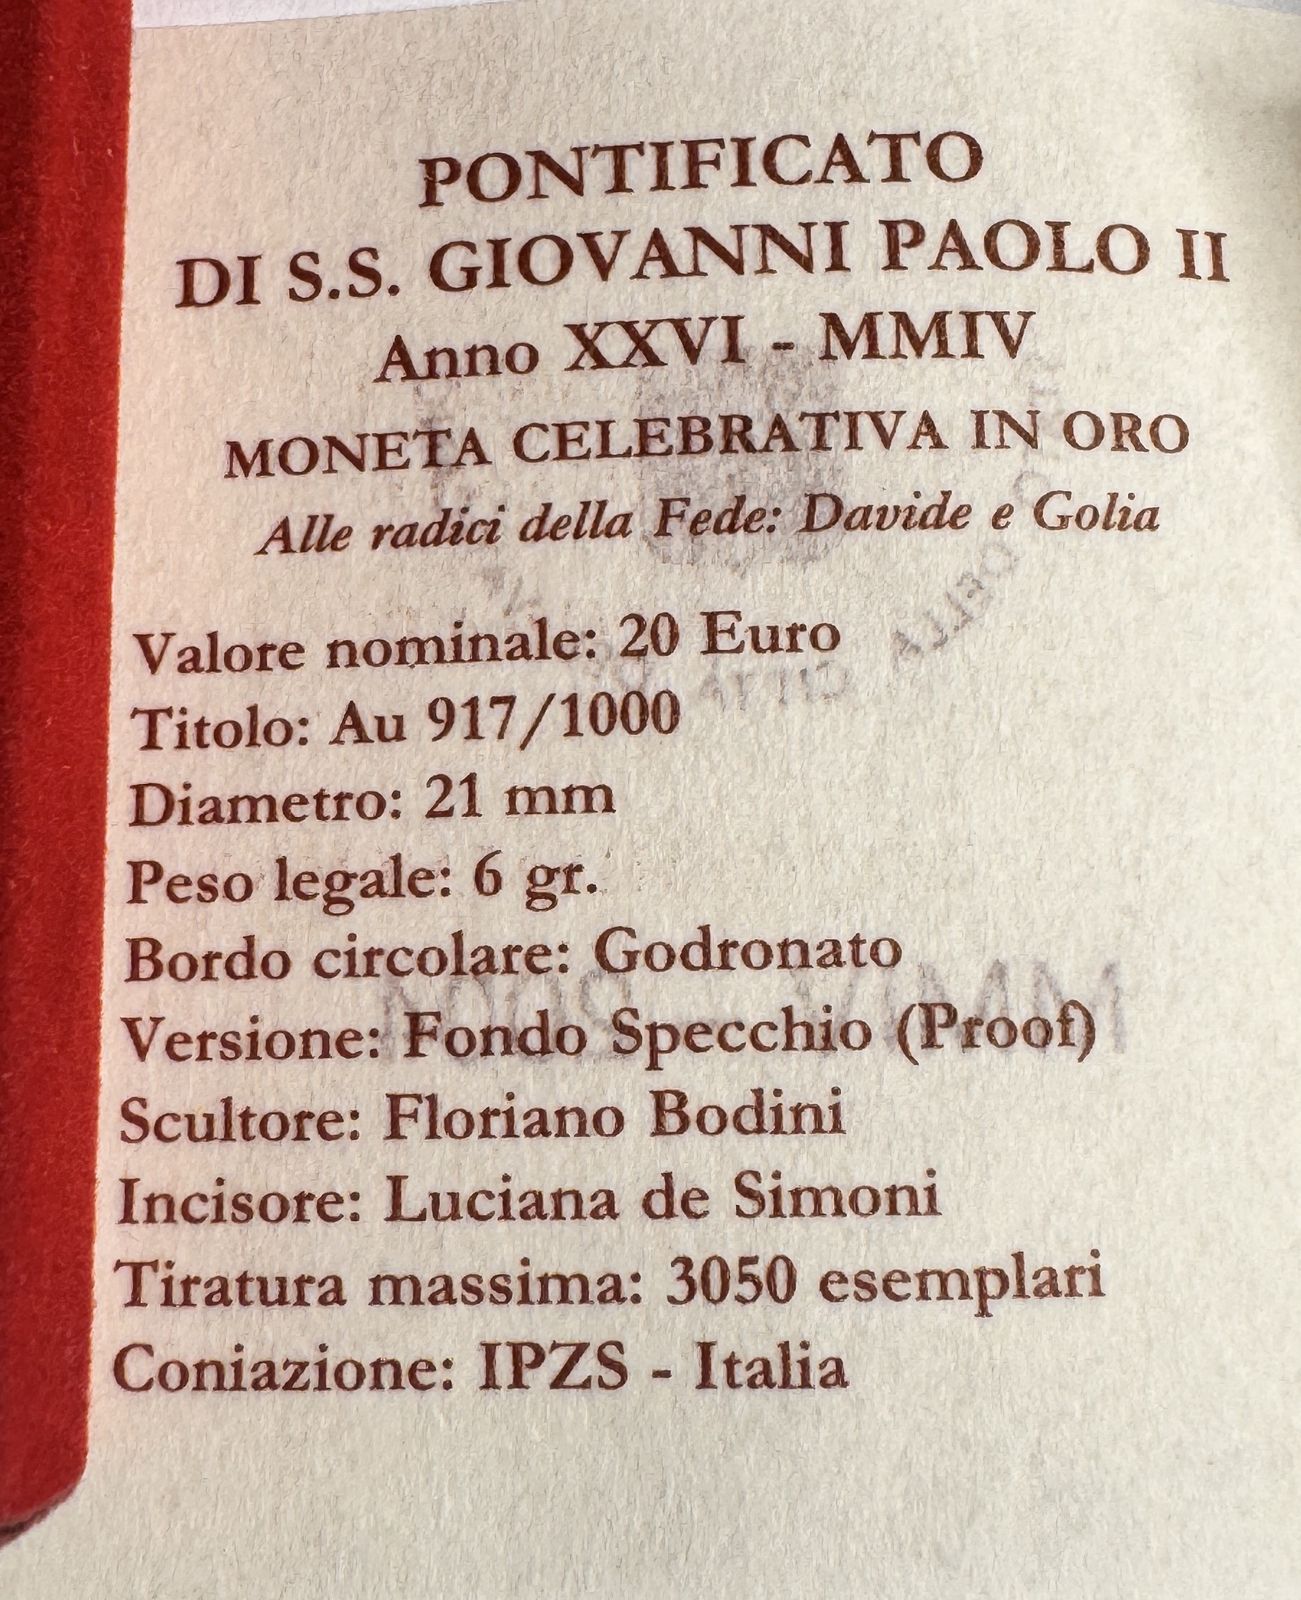 PONTIFICATO
DI S.S. GIOVANNI PAOLO II
Anno XXVI - MMIV
MONETA CELEBRATIVA IN ORO
Alle radici della Fede: Davide e Golia
Valore nominale: 20 Euro
Titolo: Au 917/1000
Diametro: 21 mm
Peso legale: 6 gr.
Bordo circolare: Godronato
Versione: Fondo Specchio (Proof)
Scultore: Floriano Bodini
Incisore: Luciana de Simoni
Tiratura massima: 3050 esemplari
Coniazione: IPZS - Italia